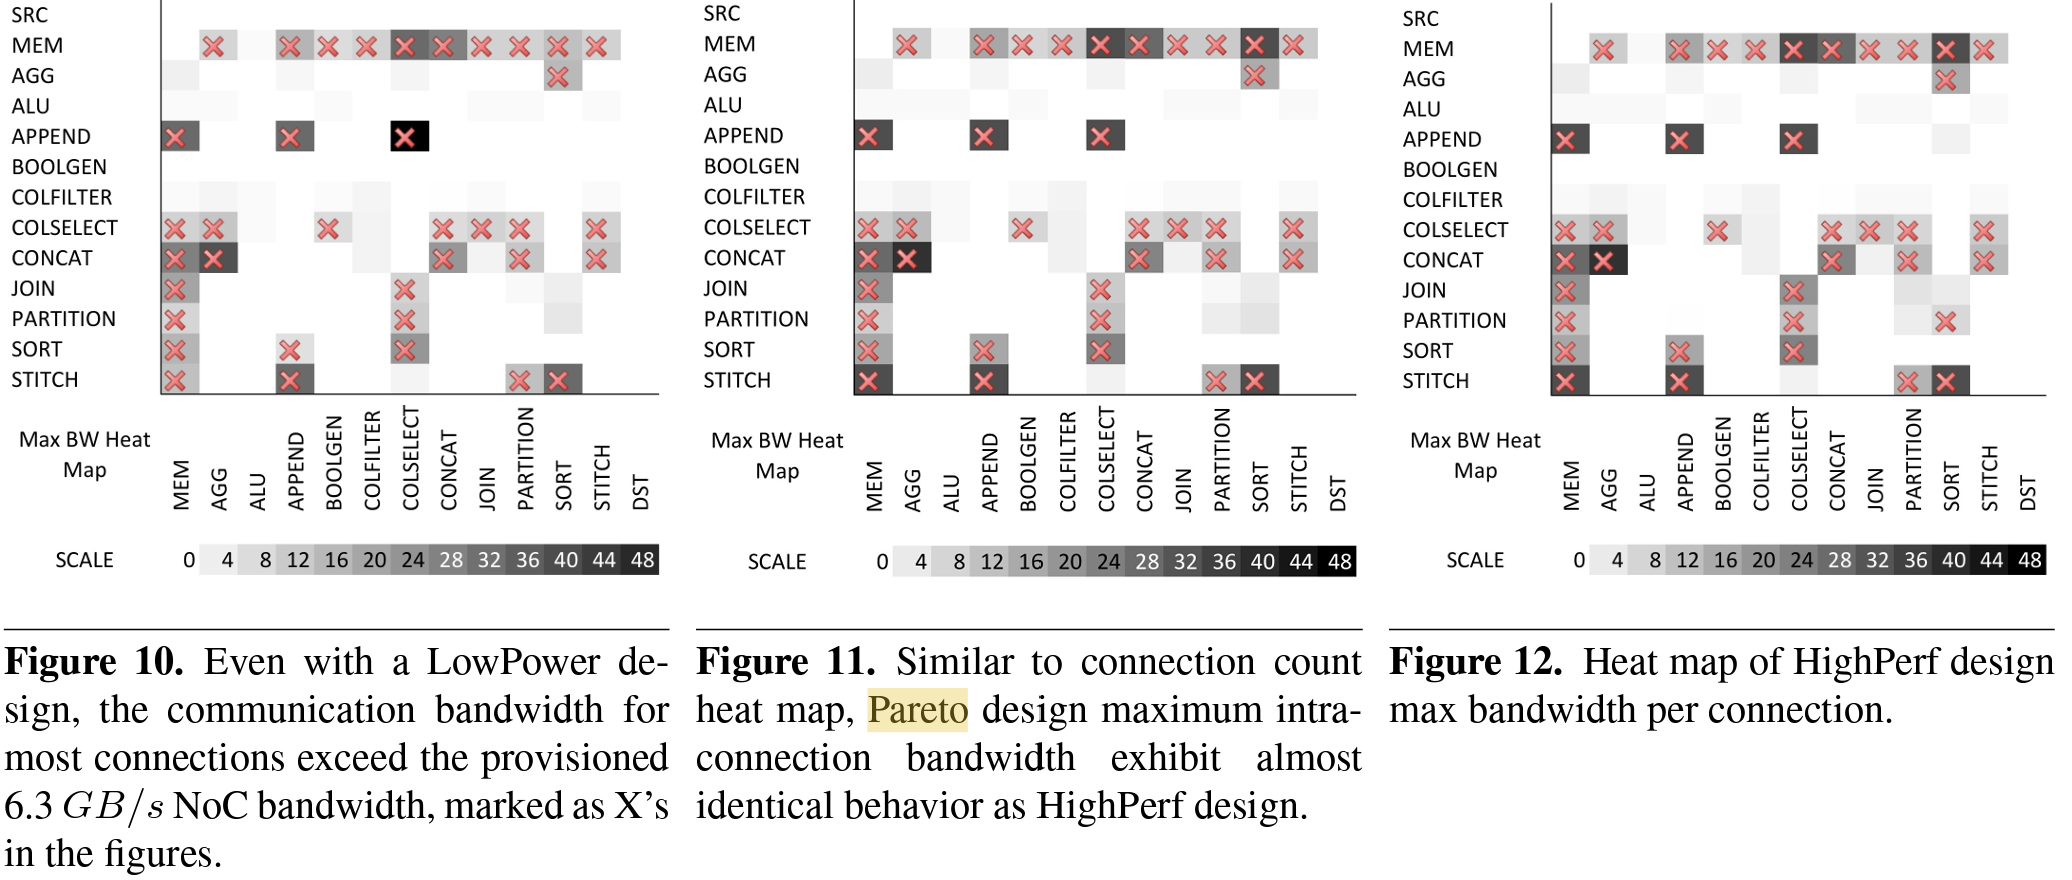 SRC
MEM
AGG
ALU
APPEND
BOOLGEN
COLFILTER
COLSELECT
CONCAT
JOIN
PARTITION
SORT
STITCH
Max BW Heat
Map
MEM
AGG
ALU
APPEND
BOOLGEN
COLFILTER
COLSELECT
CONCAT
JOIN
PARTITION
SORT
STITCH
DST
SCALE 0 4 8 12 16 20 24 28 32 36 40 44 48
Figure 10. Even with a LowPower de-
sign, the communication bandwidth for
most connections exceed the provisioned
6.3 GB/s NoC bandwidth, marked as X's
in the figures.
SRC
MEM
AGG
ALU
APPEND
BOOLGEN
COLFILTER
COLSELECT
CONCAT
JOIN
PARTITION
SORT
STITCH
Max BW Heat
Map
MEM
AGG
ALU
APPEND
BOOLGEN
COLFILTER
COLSELECT
CONCAT
JOIN
PARTITION
SORT
STITCH
DST
SCALE 0 4 8 12 16 20 24 28 32 36 40 44 48
Figure 11. Similar to connection count
heat map, Pareto design maximum intra-
connection bandwidth exhibit almost
identical behavior as HighPerf design.
SRC
MEM
AGG
ALU
APPEND
BOOLGEN
COLFILTER
COLSELECT
CONCAT
JOIN
PARTITION
SORT
STITCH
Max BW Heat
Map
MEM
AGG
ALU
APPEND
BOOLGEN
COLFILTER
COLSELECT
CONCAT
JOIN
PARTITION
SORT
STITCH
DST
SCALE 0 4 8 12 16 20 24 28 32 36 40 44 48
Figure 12. Heat map of HighPerf design
max bandwidth per connection.